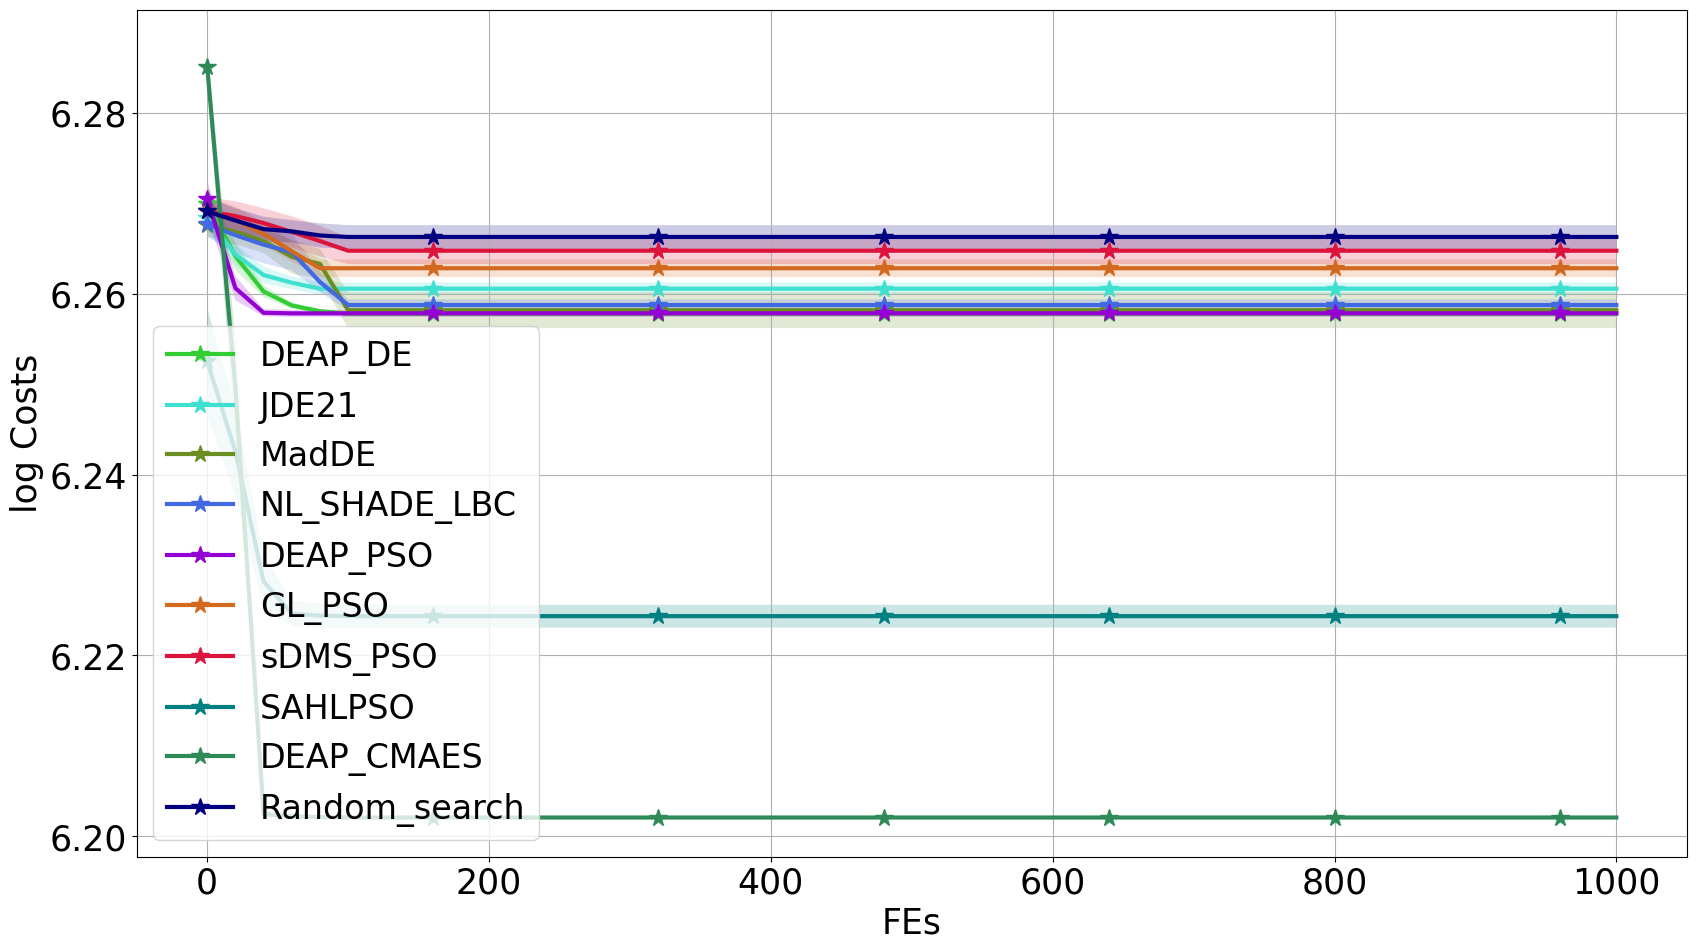 6.28
6.26
6.24
6.22
6.20
log Costs
DEAP_DE
JDE21
MadDE
NL_SHADE_LBC
DEAP_PSO
GL_PSO
sDMS_PSO
SAHLPSO
DEAP_CMAES
Random_search
0 200 400 600 800 1000
FEs